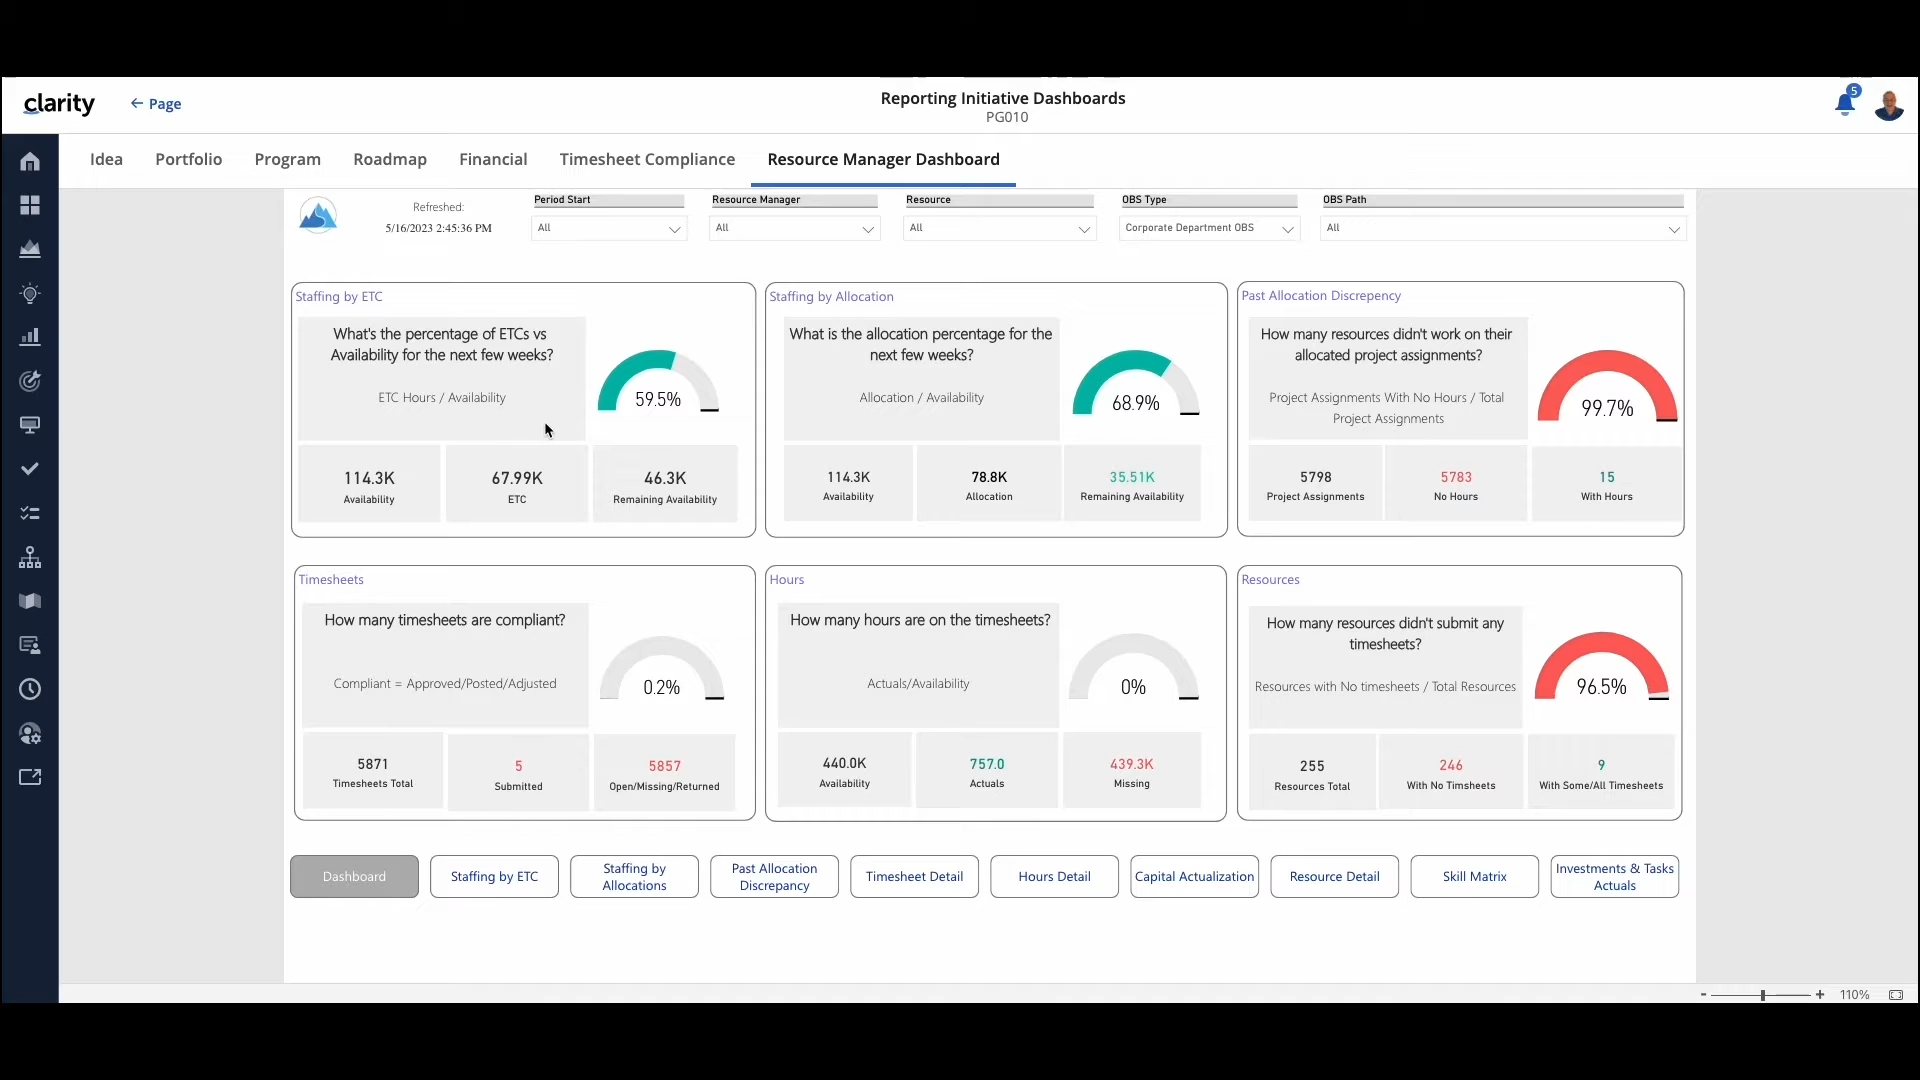 clarity
Page
Reporting Initiative Dashboards
PG010
5
Idea
Portfolio
Program
Roadmap
Financial
Timesheet Compliance
Resource Manager Dashboard
Refreshed:
5/16/2023 2:45:36 PM
Period Start
All
Resource Manager
All
Resource
All
OBS Type
Corporate Department OBS
OBS Path
All
Staffing by ETC
What's the percentage of ETCs vs
Availability for the next few weeks?
ETC Hours / Availability
59.5%
114.3K
Availability
67.99K
ETC
46.3K
Remaining Availability
Staffing by Allocation
What is the allocation percentage for the
next few weeks?
Allocation / Availability
68.9%
114.3K
Availability
78.8K
Allocation
35.51K
Remaining Availability
Past Allocation Discrepency
How many resources didn't work on their
allocated project assignments?
Project Assignments With No Hours / Total
Project Assignments
99.7%
5798
Project Assignments
5783
No Hours
15
With Hours
Timesheets
How many timesheets are compliant?
Compliant = Approved/Posted/Adjusted
0.2%
5871
Timesheets Total
5
Submitted
5857
Open/Missing/Returned
Hours
How many hours are on the timesheets?
Actuals/Availability
0%
440.0K
Availability
757.0
Actuals
439.3K
Missing
Resources
How many resources didn't submit any
timesheets?
Resources with No timesheets / Total Resources
96.5%
255
Resources Total
246
With No Timsheets
9
With Some/All Timesheets
Dashboard
Staffing by ETC
Staffing by
Allocations
Past Allocation
Discrepancy
Timesheet Detail
Hours Detail
Capital Actualization
Resource Detail
Skill Matrix
Investments & Tasks
Actuals
- + 110%